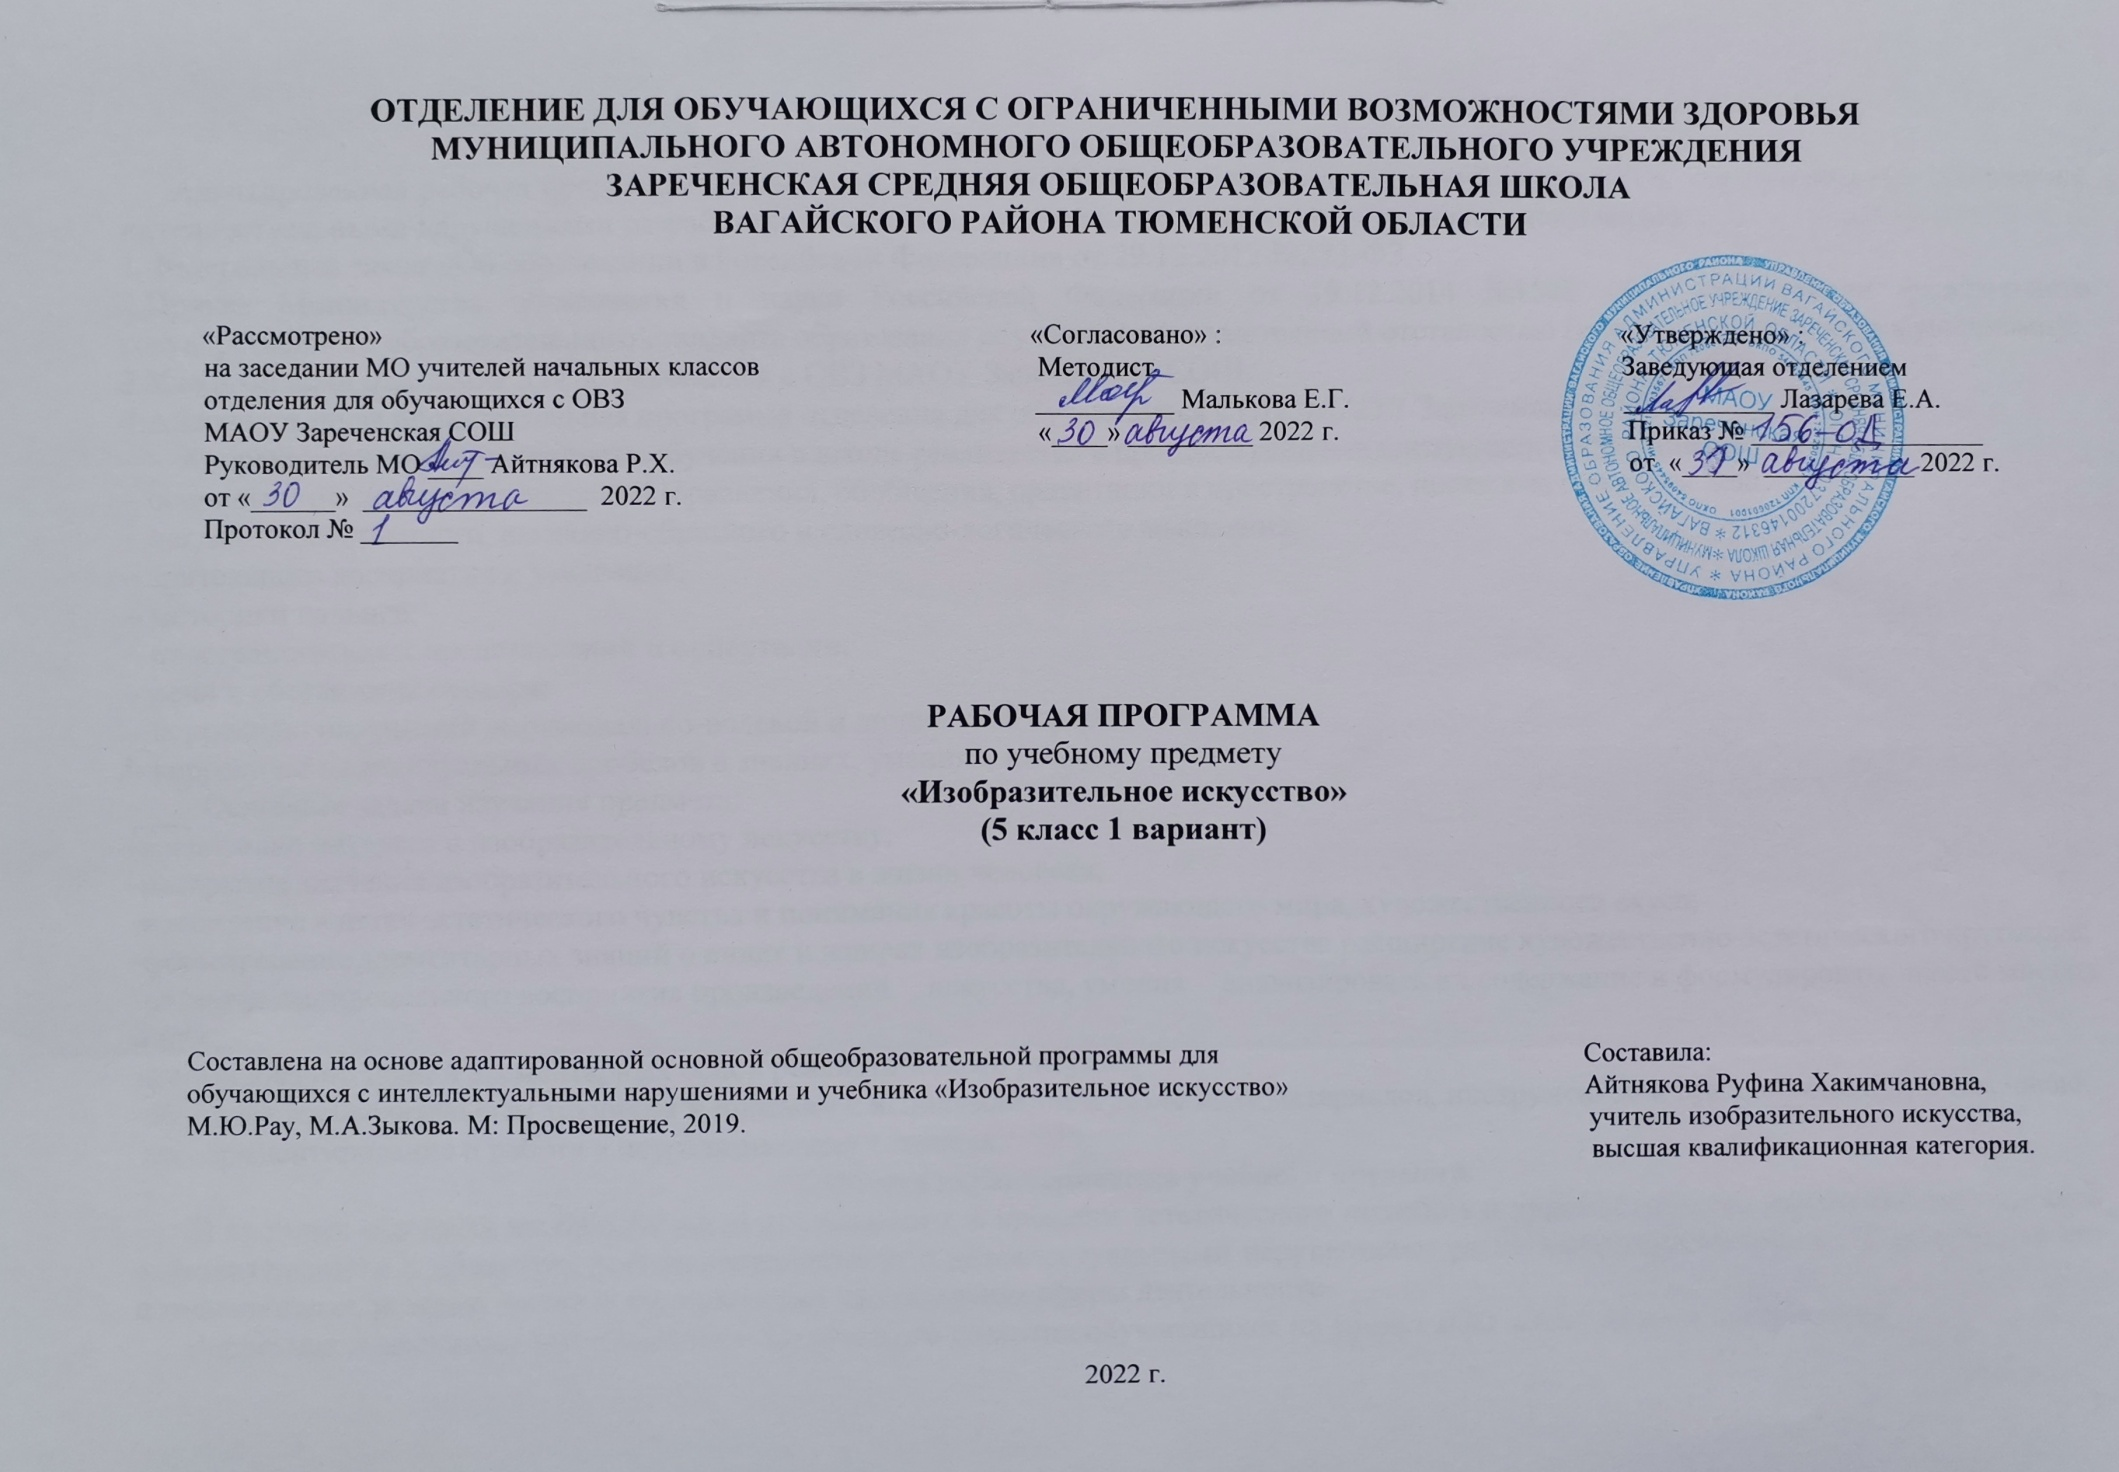 ОТДЕЛЕНИЕ ДЛЯ ОБУЧАЮЩИХСЯ С ОГРАНИЧЕННЫМИ ВОЗМОЖНОСТЯМИ ЗДОРОВЬЯ
МУНИЦИПАЛЬНОГО АВТОНОМНОГО ОБЩЕОБРАЗОВАТЕЛЬНОГО УЧРЕЖДЕНИЯ
ЗАРЕЧЕНСКАЯ СРЕДНЯЯ ОБЩЕОБРАЗОВАТЕЛЬНАЯ ШКОЛА
ВАГАЙСКОГО РАЙОНА ТЮМЕНСКОЙ ОБЛАСТИ
«Рассмотрено»
на заседании МО учителей начальных классов
отделения для обучающихся с ОВЗ
МАОУ Зареченская СОШ
Руководитель МО Айтнякова Р.Х.
от «30» августа 2022 г.
Протокол № 1
«Согласовано» :
Методист
Малькова Е.Г.
«30» августа 2022 г.
«Утверждено» :
Заведующая отделением
Лазарева Е.А.
Приказ № 156-ОД
от «31» августа 2022 г.
МАОУ
Зареченская
СОШ
РАБОЧАЯ ПРОГРАММА
по учебному предмету
«Изобразительное искусство»
(5 класс 1 вариант)
Составлена на основе адаптированной основной общеобразовательной программы для
обучающихся с интеллектуальными нарушениями и учебника «Изобразительное искусство»
М.Ю.Рау, М.А.Зыкова. М: Просвещение, 2019.
Составила:
Айтнякова Руфина Хакимчановна,
учитель изобразительного искусства,
высшая квалификационная категория.
2022 г.